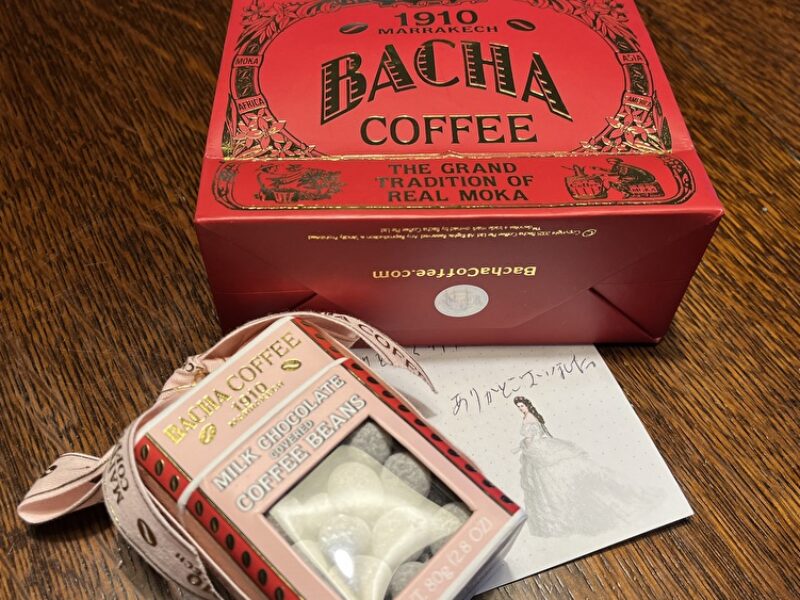 1910
MARRAKECH
BACHA
COFFEE
MOKA
ASIA
AFRICA
AMERICA
THE GRAND
TRADITION OF
REAL MOKA
BachaCoffee.com
BACHA COFFEE
1910
MARRAKECH
MILK CHOCOLATE
COVERED
COFFEE BEANS
80g (2.8 OZ)
ありがとうございました